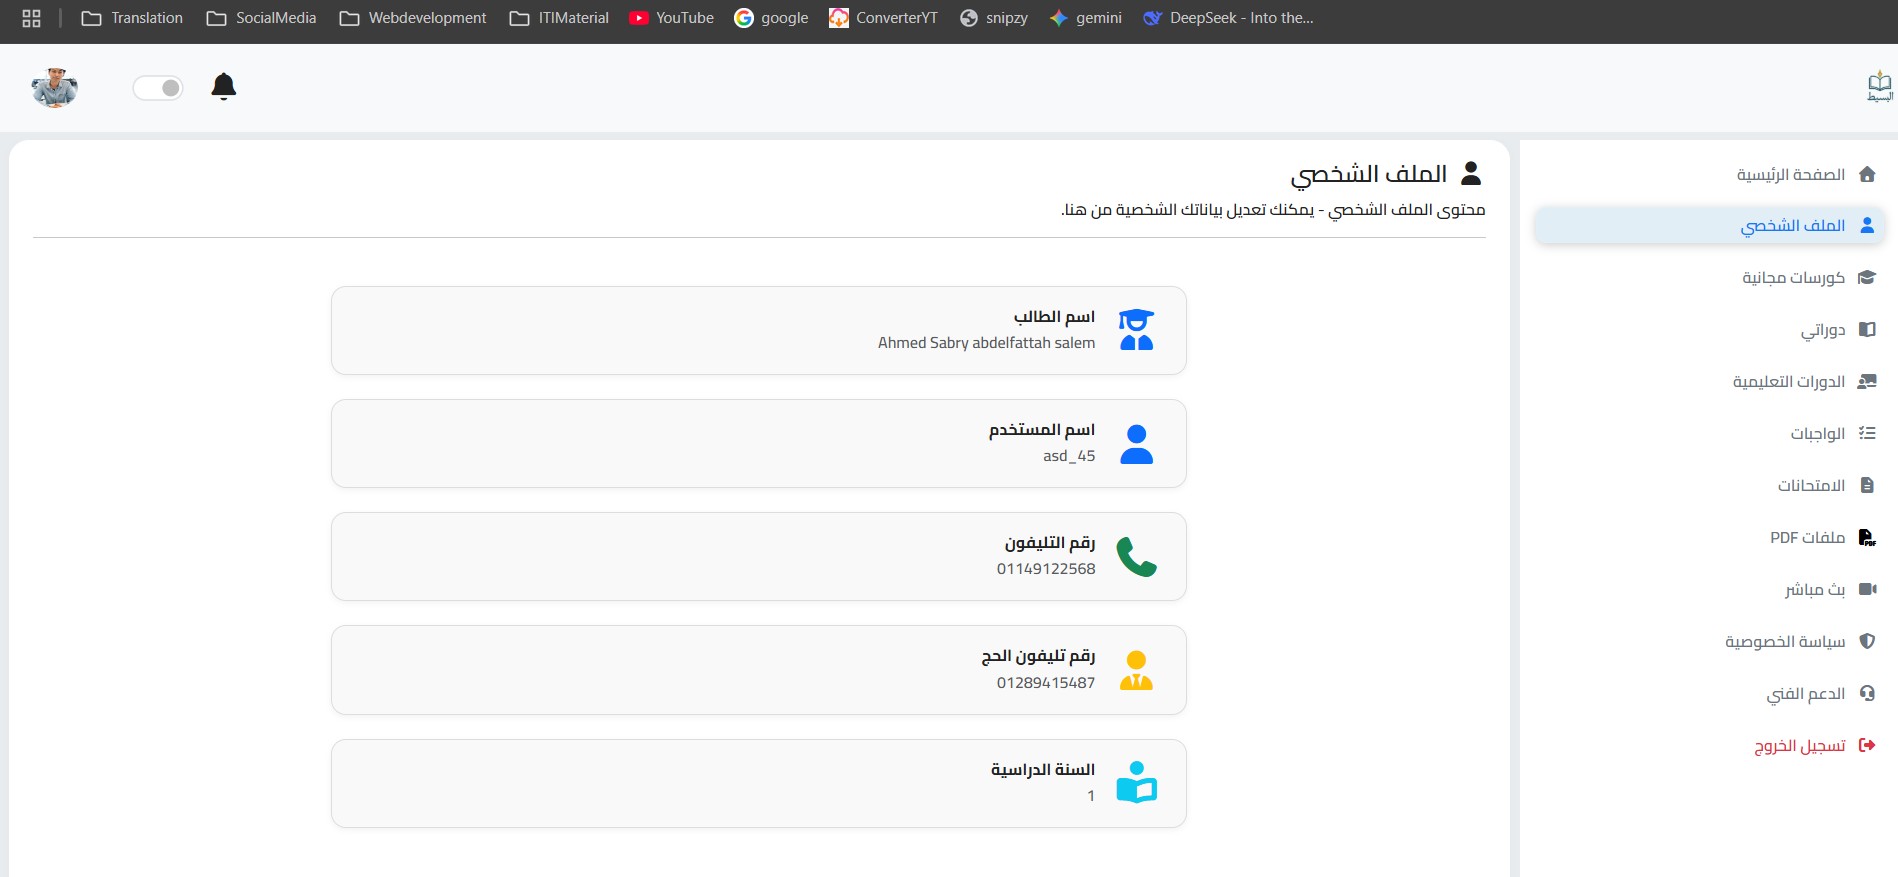 Translation
SocialMedia
Webdevelopment
ITIMaterial
YouTube
google
ConverterYT
snipzy
gemini
DeepSeek - Into the...
البسيط
الصفحة الرئيسية
الملف الشخصي
كورسات مجانية
دوراتي
الدورات التعليمية
الواجبات
الامتحانات
ملفات PDF
بث مباشر
سياسة الخصوصية
الدعم الفني
تسجيل الخروج
الملف الشخصي
محتوى الملف الشخصي - يمكنك تعديل بياناتك الشخصية من هنا.
اسم الطالب
Ahmed Sabry abdelfattah salem
اسم المستخدم
asd_45
رقم التليفون
01149122568
رقم تليفون الحج
01289415487
السنة الدراسية
1